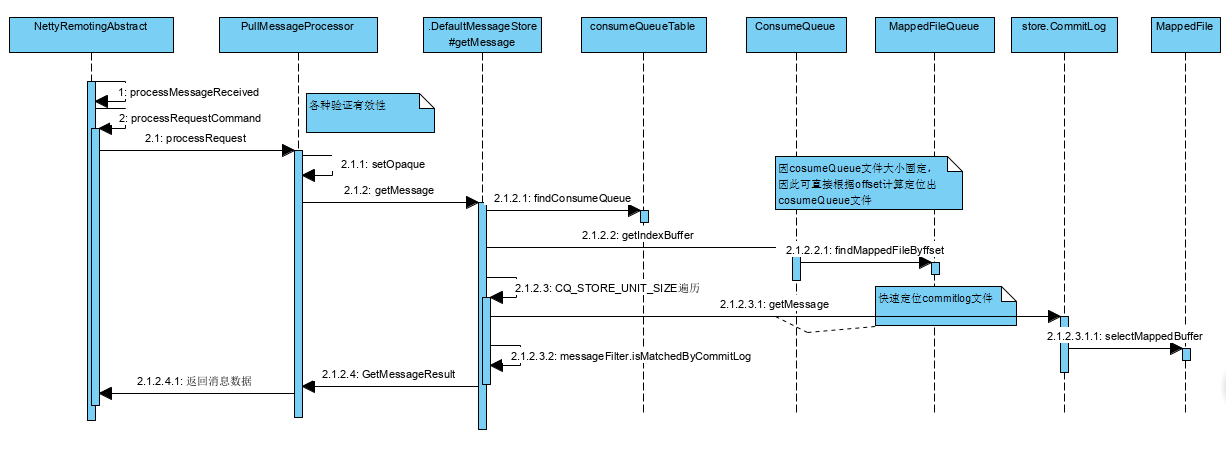 NettyRemotingAbstract
PullMessageProcessor
.DefaultMessageStore
#getMessage
consumeQueueTable
ConsumeQueue
MappedFileQueue
store.CommitLog
MappedFile
1: processMessageReceived
各种验证有效性
2: processRequestCommand
2.1: processRequest
2.1.1: setOpaque
因cosumeQueue文件大小固定，
因此可直接根据offset计算定位出
cosumeQueue文件
2.1.2: getMessage
2.1.2.1: findConsumeQueue
2.1.2.2: getIndexBuffer
2.1.2.2.1: findMappedFileByffset
2.1.2.3: CQ_STORE_UNIT_SIZE遍历
快速定位commitlog文件
2.1.2.3.1: getMessage
2.1.2.3.1.1: selectMappedBuffer
2.1.2.3.2: messageFilter.isMatchedByCommitLog
2.1.2.4: GetMessageResult
2.1.2.4.1: 返回消息数据